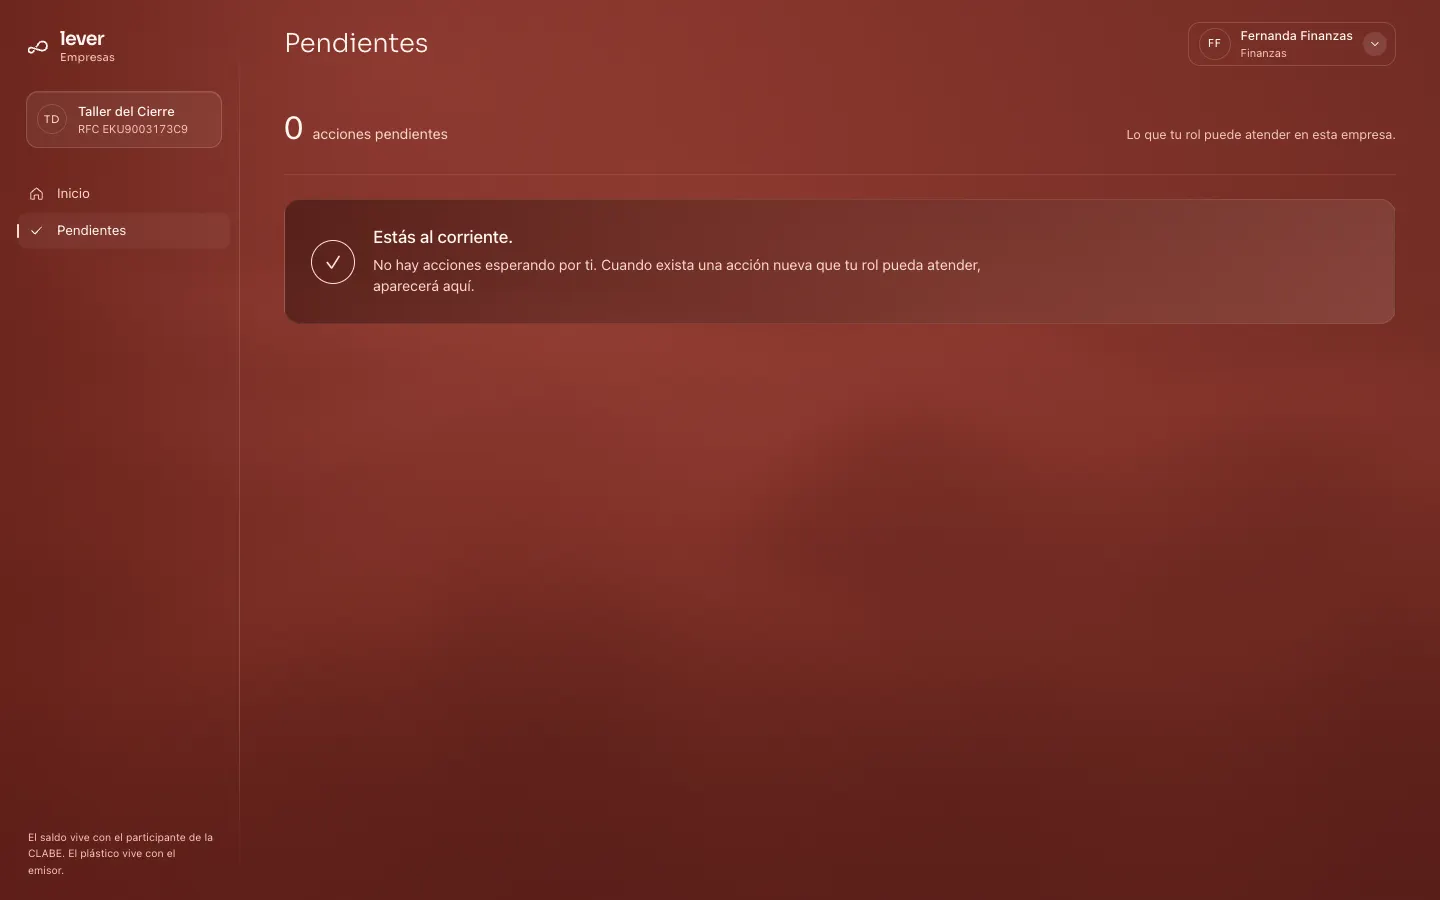 lever
Empresas
TD
Taller del Cierre
RFC EKU9003173C9
Inicio
Pendientes
El saldo vive con el participante de la
CLABE. El plástico vive con el
emisor.
Pendientes
FF
Fernanda Finanzas
Finanzas
0 acciones pendientes
Lo que tu rol puede atender en esta empresa.
Estás al corriente.
No hay acciones esperando por ti. Cuando exista una acción nueva que tu rol pueda atender,
aparecerá aquí.